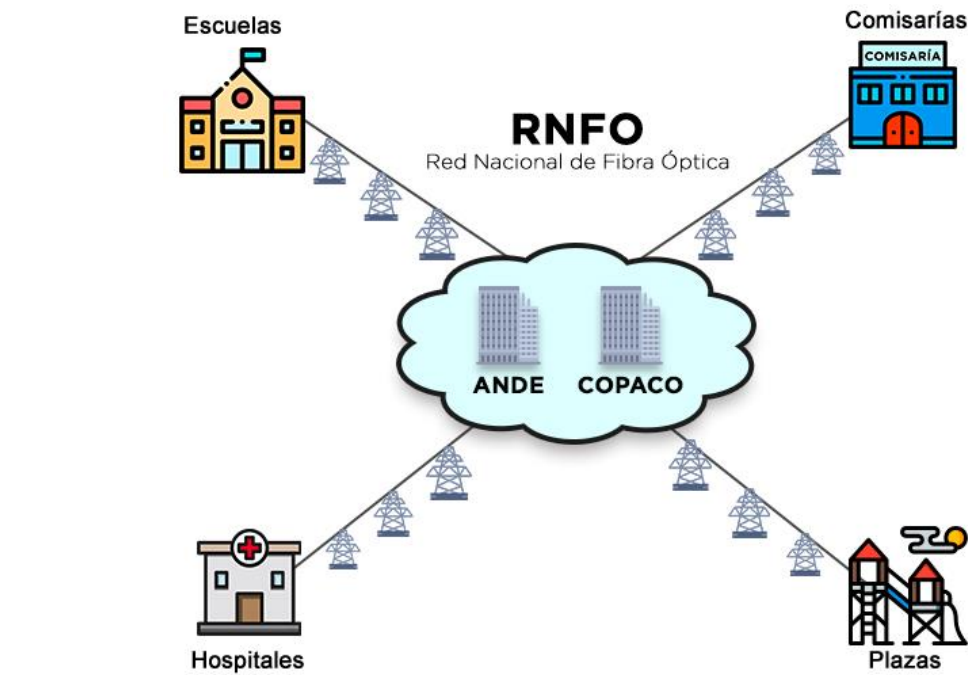 Escuelas
Comisarías
COMISARÍA
RNFO
Red Nacional de Fibra Óptica
ANDE
COPACO
Hospitales
Plazas